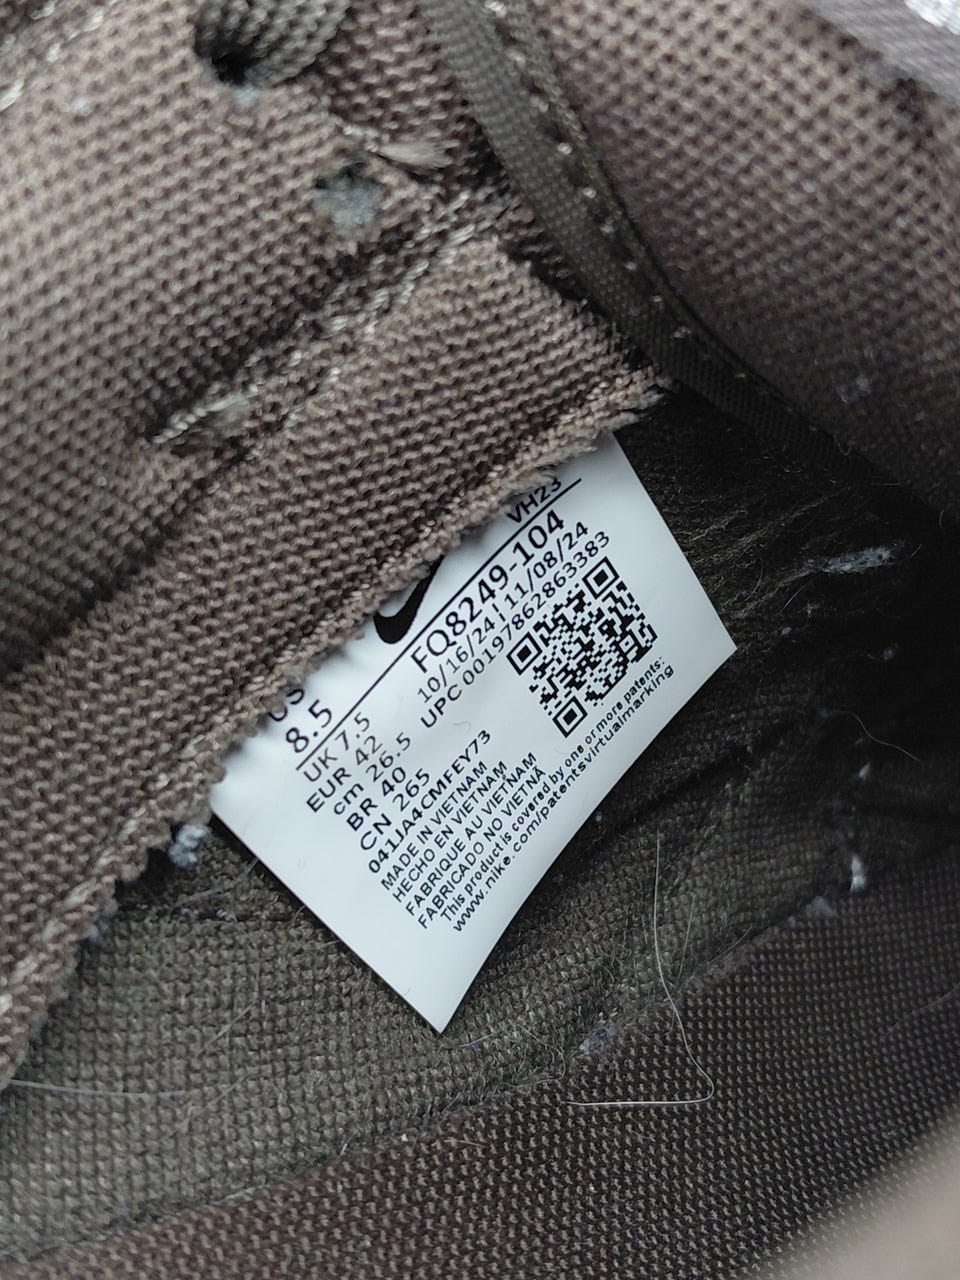 VH23
FQ8249-104
10/16/24 | 11/08/24
UPC 00197862863383
US
8.5
UK 7.5
EUR 42
cm 26.5
BR 40
CN 265
041JA4CMFEY73
MADE IN VIETNAM
HECHO EN VIETNAM
FABRIQUE AU VIETNAM
FABRICADO NO VIETNÃ
This product is covered by one or more patents:
www.nike.com/patentsvirtualmarking